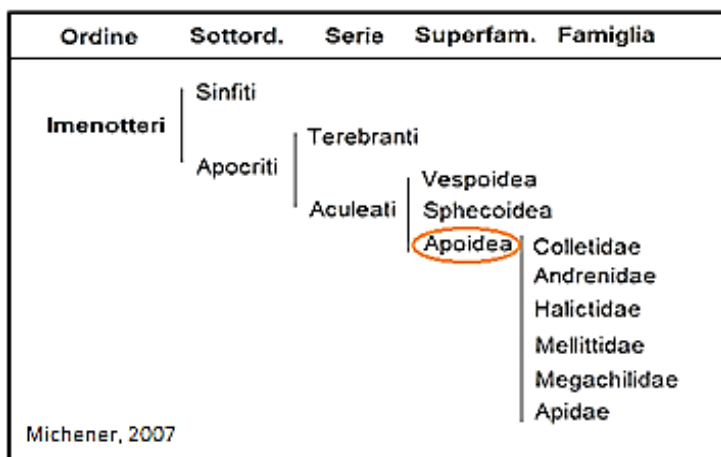 Ordine Sottord. Serie Superfam. Famiglia
Sinfiti
Imenotteri
Terebranti
Apocriti
Vespoidea
Aculeati
Sphecoidea
Apoidea Colletidae
Andrenidae
Halictidae
Mellittidae
Megachilidae
Apidae
Michener, 2007